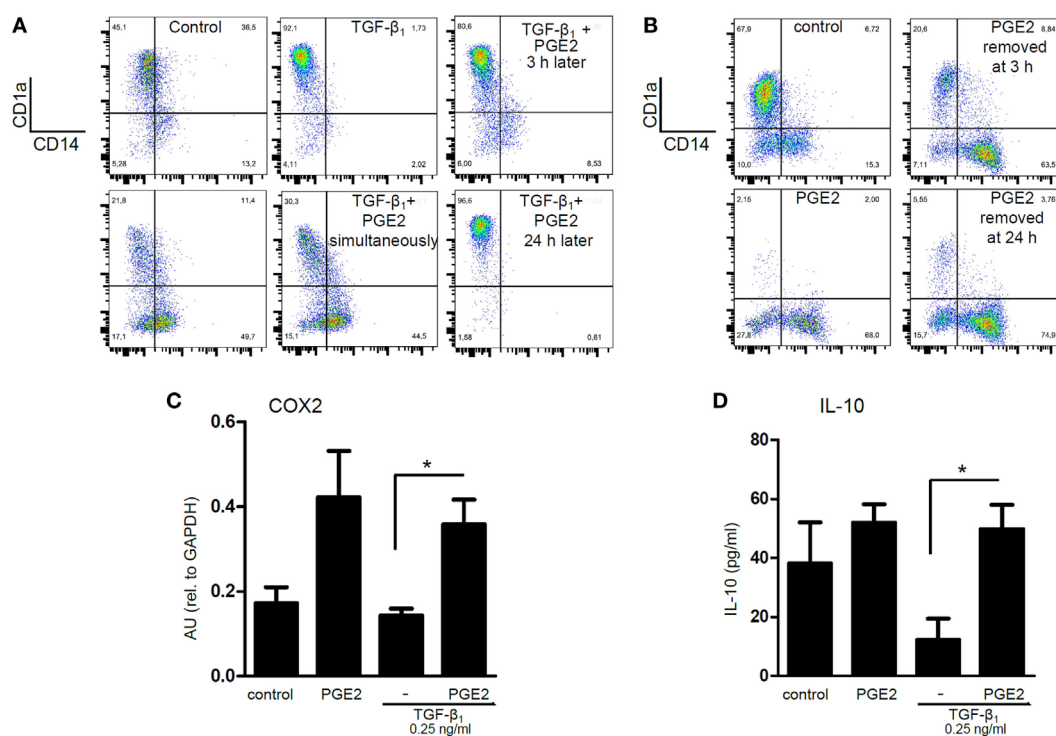 A
B
CD1a
CD14
45,1
Control
38,5
5,28
13,2
92,1
TGF-β₁
1,73
4,11
2,02
80,6
TGF-β₁ +
PGE2
3 h later
6,00
8,53
21,8
11,4
17,1
49,7
30,3
TGF-β₁+
PGE2
simultaneously
15,1
44,5
96,6
TGF-β₁+
PGE2
24 h later
1,58
0,61
CD1a
CD14
67,9
control
6,72
10,0
15,3
20,6
PGE2
8,84
removed
at 3 h
7,11
63,5
2,15
PGE2
2,00
27,8
68,0
5,55
PGE2
3,76
removed
at 24 h
15,7
74,9
C
COX2
AU (rel. to GAPDH)
0.6
0.4
0.2
0.0
*
control
PGE2
-
PGE2
TGF-β₁
0.25 ng/ml
D
IL-10
IL-10 (pg/ml)
80
60
40
20
0
*
control
PGE2
-
PGE2
TGF-β₁
0.25 ng/ml